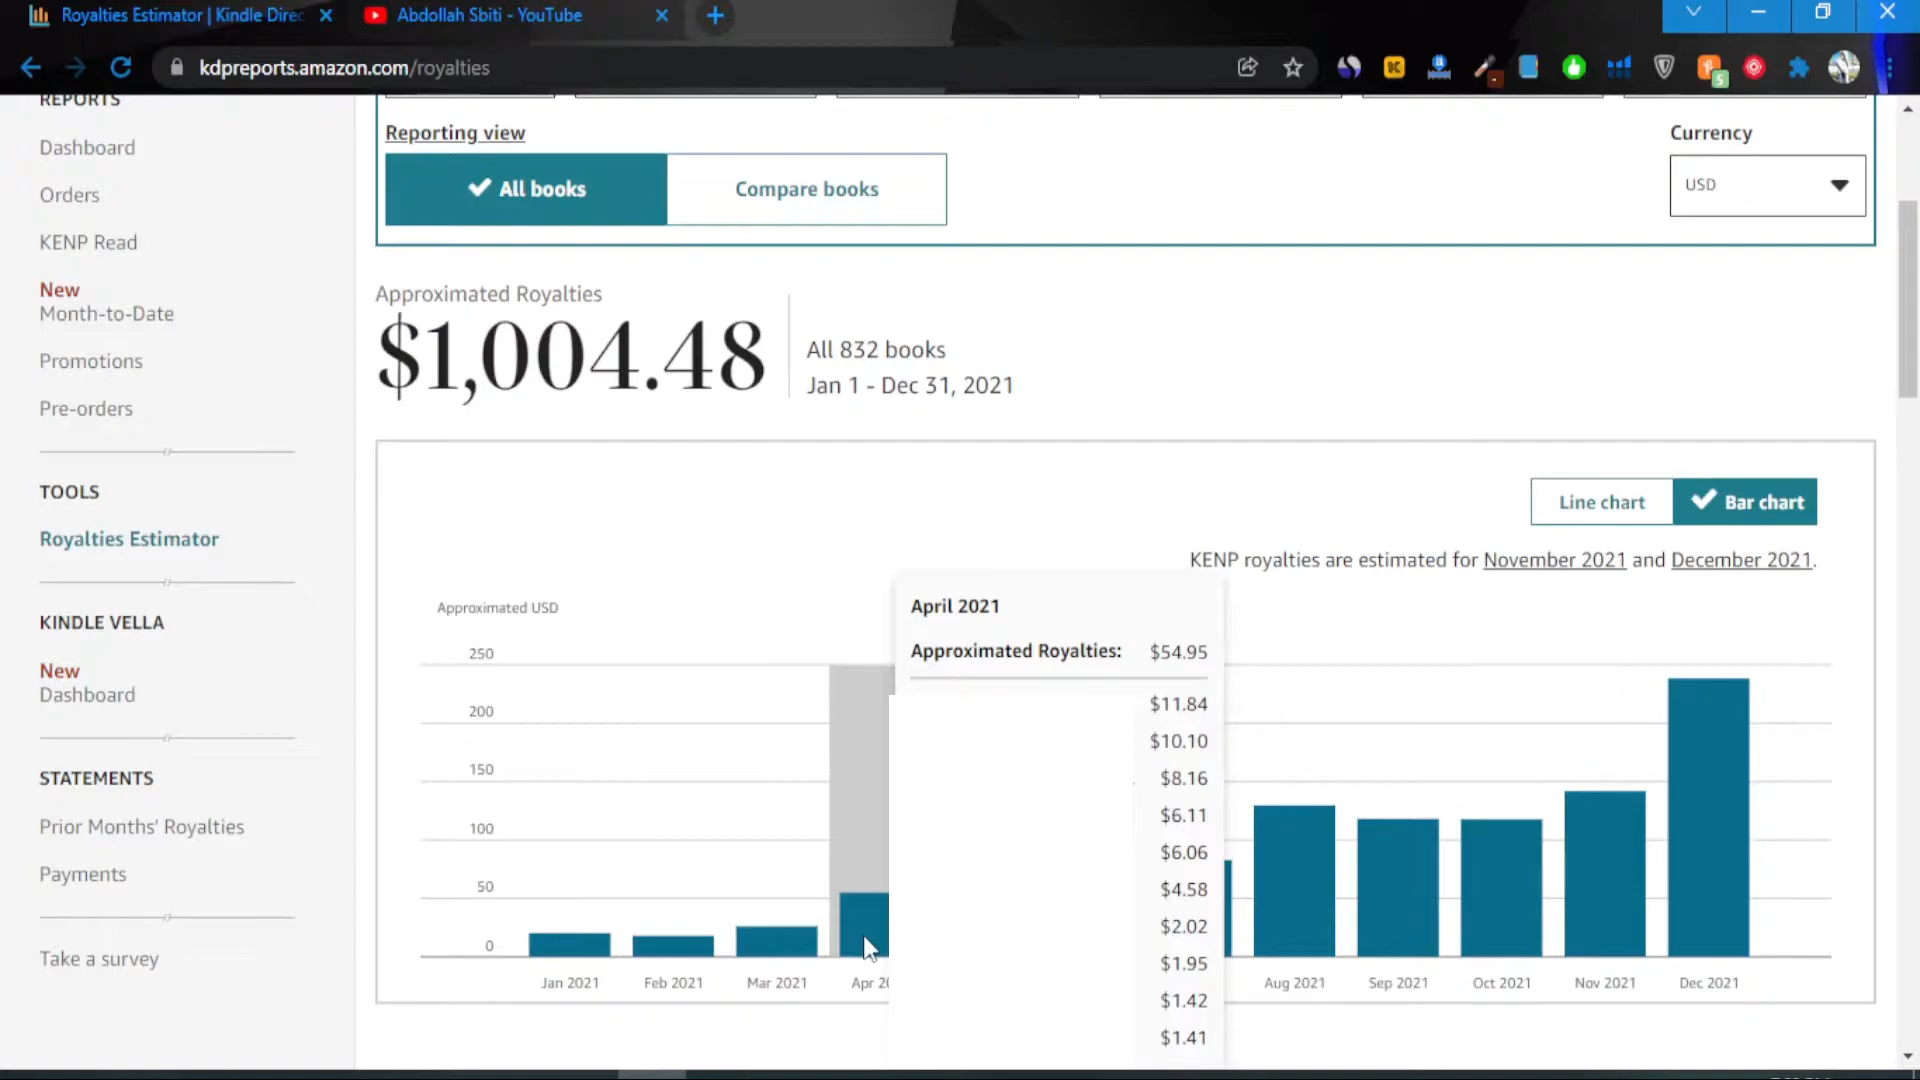 Royalties Estimator | Kindle Direc
Abdollah Sbiti - YouTube
kdpreports.amazon.com/royalties
REPORTS
Dashboard
Orders
KENP Read
New
Month-to-Date
Promotions
Pre-orders
TOOLS
Royalties Estimator
KINDLE VELLA
New
Dashboard
STATEMENTS
Prior Months' Royalties
Payments
Take a survey
Reporting view
All books
Compare books
Currency
USD
Approximated Royalties
$1,004.48
All 832 books
Jan 1 - Dec 31, 2021
Line chart
Bar chart
KENP royalties are estimated for November 2021 and December 2021.
Approximated USD
250
200
150
100
50
0
April 2021
Approximated Royalties: $54.95
$11.84
$10.10
$8.16
$6.11
$6.06
$4.58
$2.02
$1.95
$1.42
$1.41
Jan 2021
Feb 2021
Mar 2021
Apr 20
Aug 2021
Sep 2021
Oct 2021
Nov 2021
Dec 2021